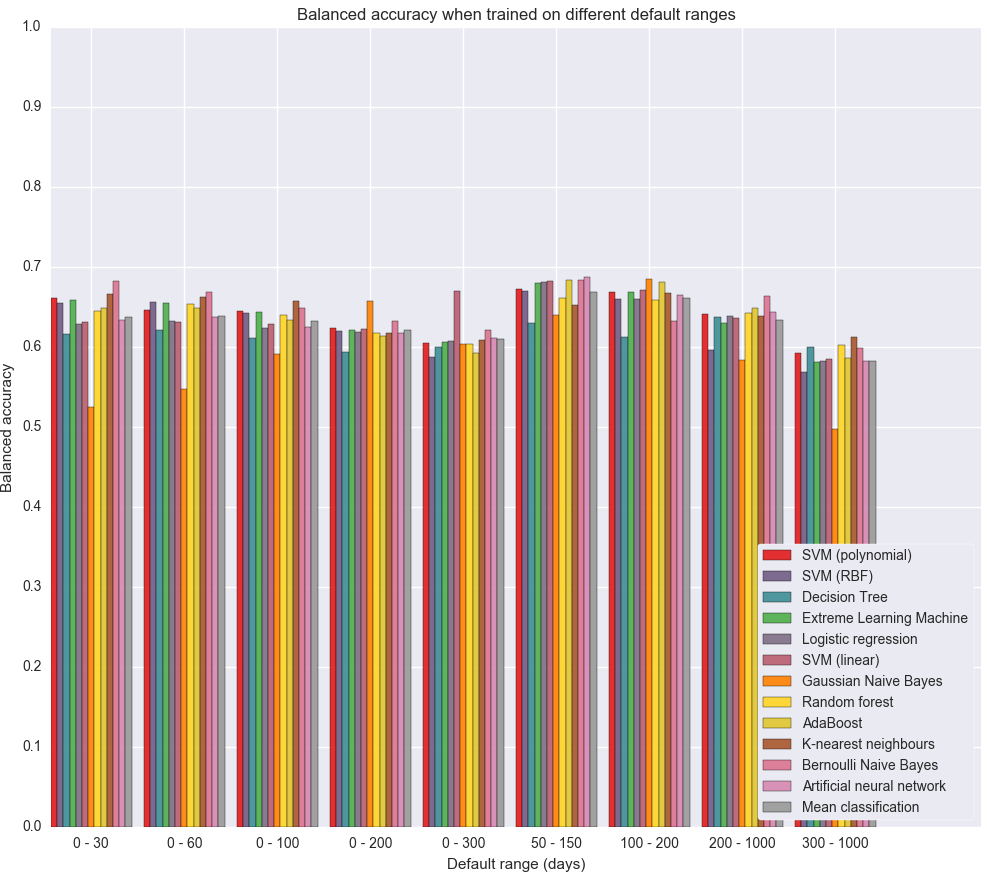 Balanced accuracy when trained on different default ranges
1.0
0.9
0.8
0.7
0.6
0.5
0.4
0.3
0.2
0.1
0.0
Balanced accuracy
0 - 30
0 - 60
0 - 100
0 - 200
0 - 300
50 - 150
100 - 200
200 - 1000
300 - 1000
Default range (days)
SVM (polynomial)
SVM (RBF)
Decision Tree
Extreme Learning Machine
Logistic regression
SVM (linear)
Gaussian Naive Bayes
Random forest
AdaBoost
K-nearest neighbours
Bernoulli Naive Bayes
Artificial neural network
Mean classification